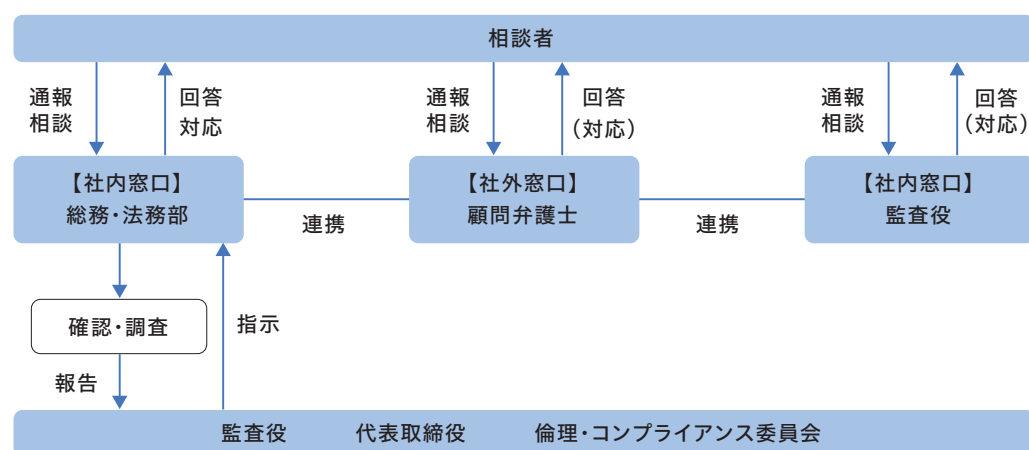 相談者
通報
相談
回答
対応
通報
相談
回答
(対応)
通報
相談
回答
(対応)
【社内窓口】
総務・法務部
連携
【社外窓口】
顧問弁護士
連携
【社内窓口】
監査役
確認・調査
指示
報告
監査役 代表取締役 倫理・コンプライアンス委員会